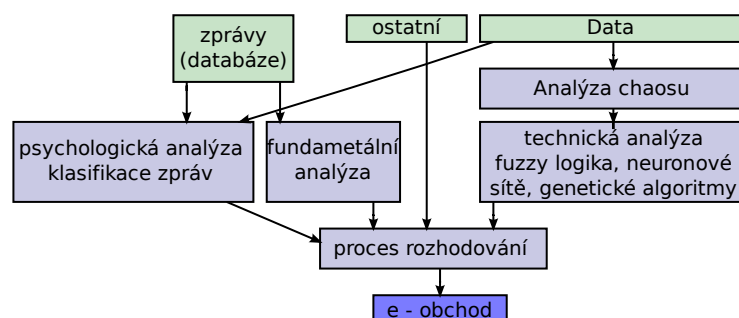 zprávy
(databáze)
ostatní
Data
Analýza chaosu
psychologická analýza
klasifikace zpráv
fundametální
analýza
technická analýza
fuzzy logika, neuronové
sítě, genetické algoritmy
proces rozhodování
e - obchod